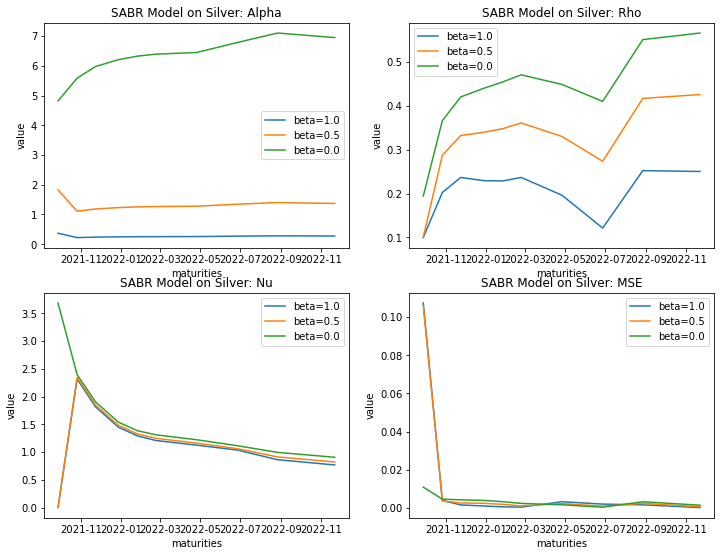 SABR Model on Silver: Alpha
value
7
6
5
4
3
2
1
0
beta=1.0
beta=0.5
beta=0.0
2021-11 2022-01 2022-03 2022-05 2022-07 2022-09 2022-11
maturities
SABR Model on Silver: Rho
value
0.5
0.4
0.3
0.2
0.1
beta=1.0
beta=0.5
beta=0.0
2021-11 2022-01 2022-03 2022-05 2022-07 2022-09 2022-11
maturities
SABR Model on Silver: Nu
value
3.5
3.0
2.5
2.0
1.5
1.0
0.5
0.0
beta=1.0
beta=0.5
beta=0.0
2021-11 2022-01 2022-03 2022-05 2022-07 2022-09 2022-11
maturities
SABR Model on Silver: MSE
value
0.10
0.08
0.06
0.04
0.02
0.00
beta=1.0
beta=0.5
beta=0.0
2021-11 2022-01 2022-03 2022-05 2022-07 2022-09 2022-11
maturities